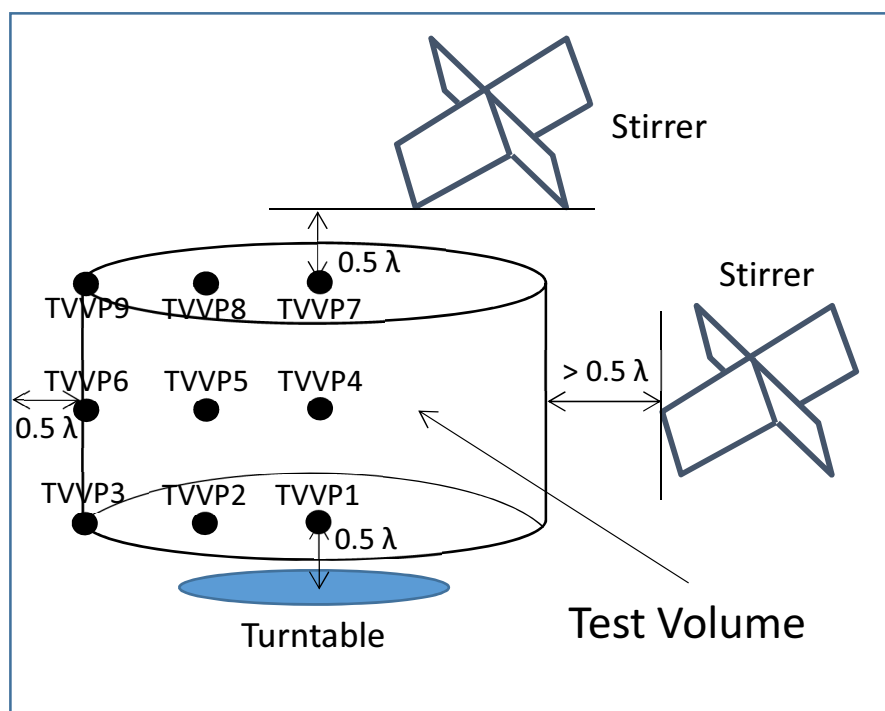 Stirrer
0.5 λ
Stirrer
TVVP9 TVVP8 TVVP7
TVVP6 TVVP5 TVVP4
> 0.5 λ
0.5 λ
TVVP3 TVVP2 TVVP1
0.5 λ
Turntable
Test Volume